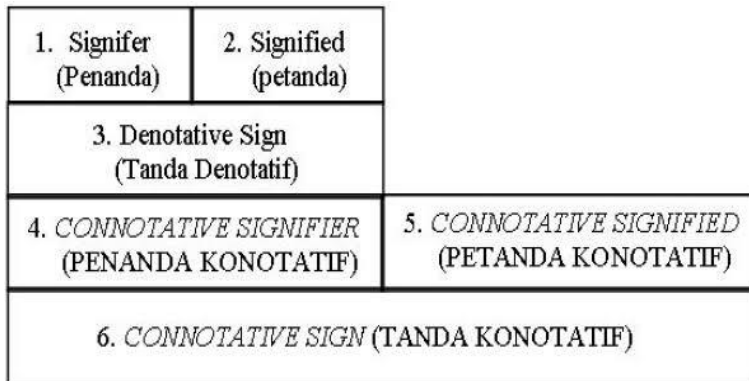 1. Signifer
(Penanda)
2. Signified
(petanda)
3. Denotative Sign
(Tanda Denotatif)
4. CONNOTATIVE SIGNIFIER
(PENANDA KONOTATIF)
5. CONNOTATIVE SIGNIFIED
(PETANDA KONOTATIF)
6. CONNOTATIVE SIGN (TANDA KONOTATIF)